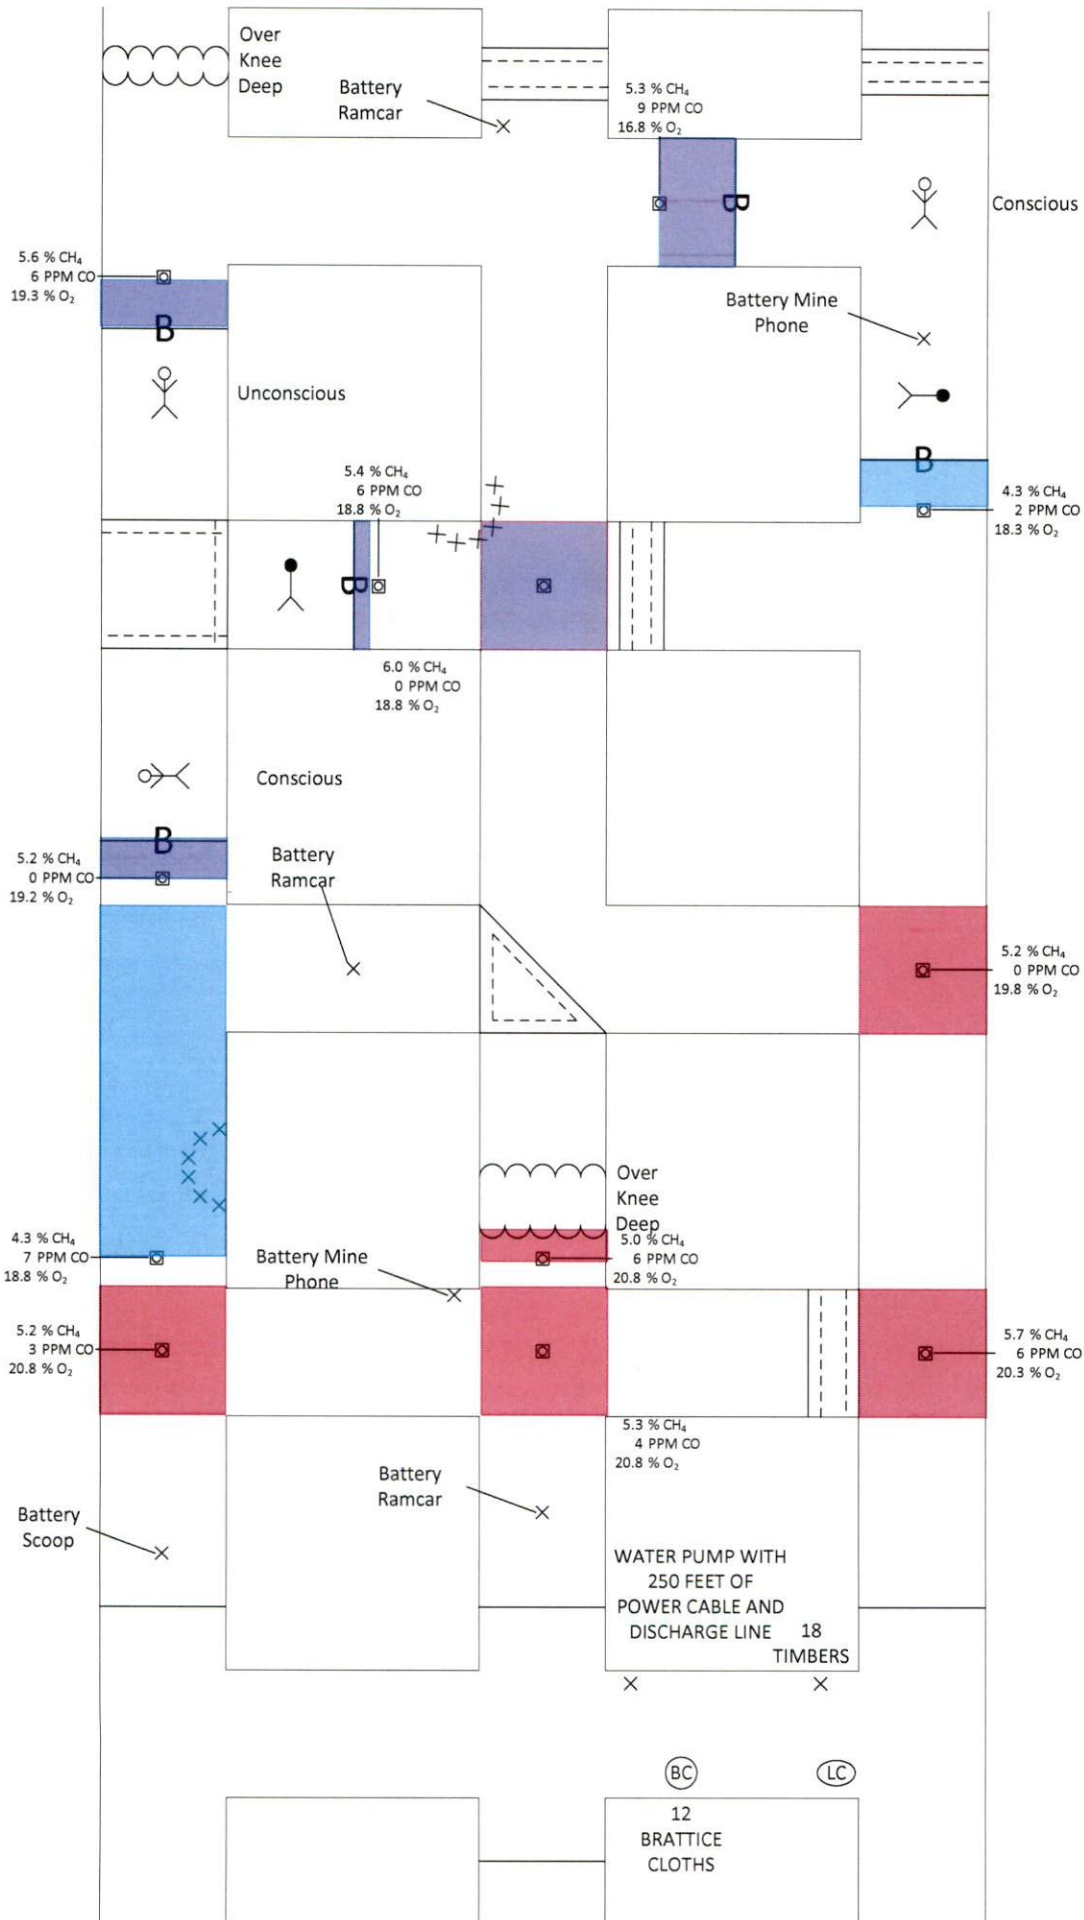 Over
Knee
Deep
Battery
Ramcar
5.3 % CH₄
9 PPM CO
16.8 % O₂
B
Conscious
5.6 % CH₄
6 PPM CO
19.3 % O₂
B
Battery Mine
Phone
Unconscious
B
5.4 % CH₄
6 PPM CO
18.8 % O₂
4.3 % CH₄
2 PPM CO
18.3 % O₂
B
6.0 % CH₄
0 PPM CO
18.8 % O₂
Conscious
B
5.2 % CH₄
0 PPM CO
19.2 % O₂
Battery
Ramcar
5.2 % CH₄
0 PPM CO
19.8 % O₂
Over
Knee
Deep
4.3 % CH₄
7 PPM CO
18.8 % O₂
Battery Mine
Phone
5.0 % CH₄
6 PPM CO
20.8 % O₂
5.2 % CH₄
3 PPM CO
20.8 % O₂
5.7 % CH₄
6 PPM CO
20.3 % O₂
5.3 % CH₄
4 PPM CO
20.8 % O₂
Battery
Ramcar
Battery
Scoop
WATER PUMP WITH
250 FEET OF
POWER CABLE AND
DISCHARGE LINE
18
TIMBERS
BC
LC
12
BRATTICE
CLOTHS